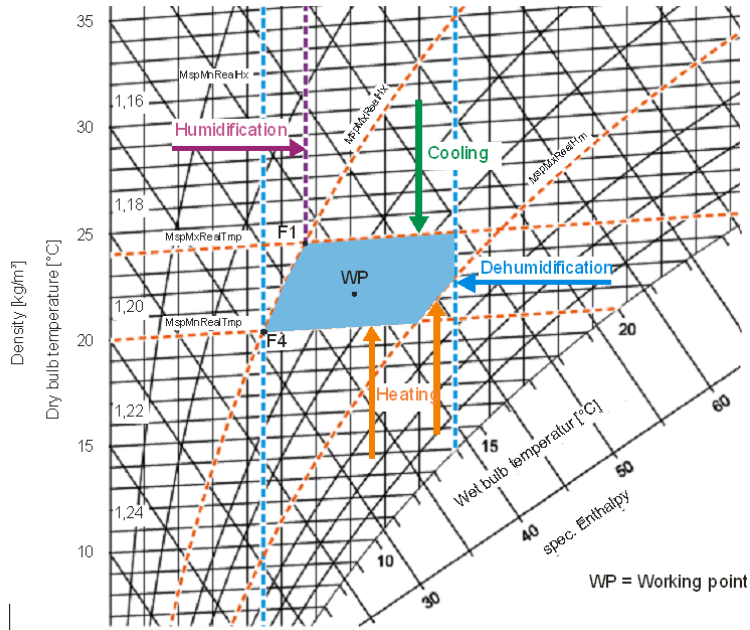 35
MspMnRealHx
1,16
MspMxRealHx
30
Humidification
Cooling
MspMxRealHm
1,18
25
MspMxRealTmp
F1
Density [kg/m³]
Dry bulb temperature [°C]
WP
Dehumidification
1,20
MspMnRealTmp
20
F4
20
Heating
1,22
15
15
Wet bulb temperatur [°C]
60
50
1,24
spec. Enthalpy
40
10
10
30
WP = Working point